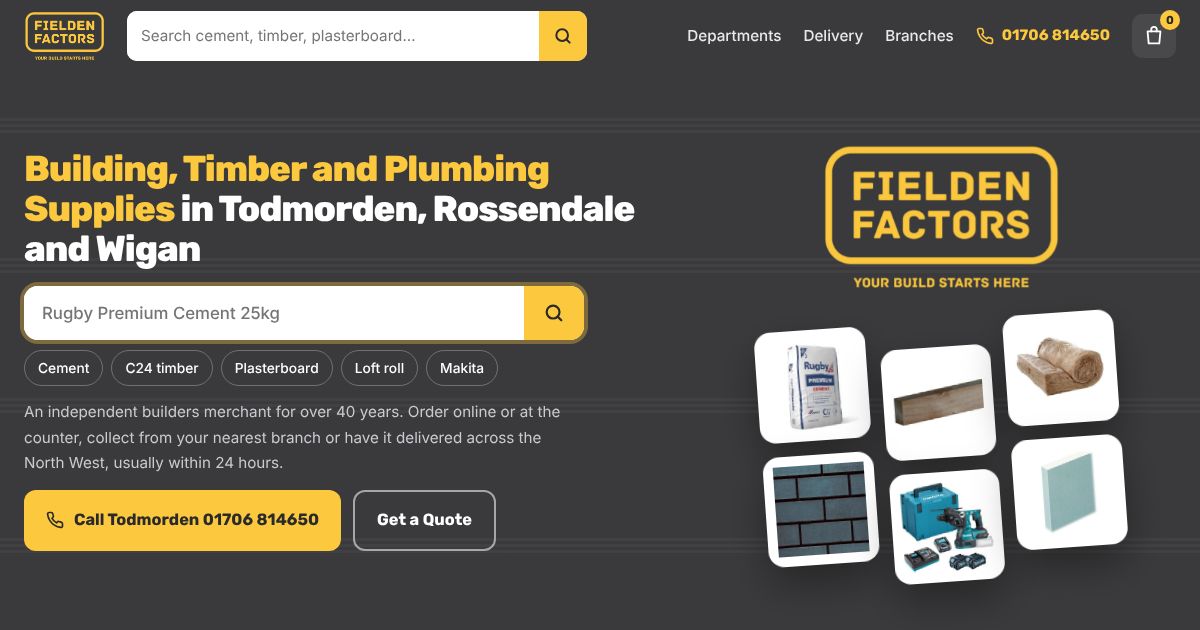 FIELDEN
FACTORS
YOUR BUILD STARTS HERE
Search cement, timber, plasterboard...
Departments
Delivery
Branches
01706 814650
0
Building, Timber and Plumbing
Supplies in Todmorden, Rossendale
and Wigan
Rugby Premium Cement 25kg
Cement
C24 timber
Plasterboard
Loft roll
Makita
An independent builders merchant for over 40 years. Order online or at the
counter, collect from your nearest branch or have it delivered across the
North West, usually within 24 hours.
Call Todmorden 01706 814650
Get a Quote
FIELDEN
FACTORS
YOUR BUILD STARTS HERE
Rugby
PREMIUM
CEMENT